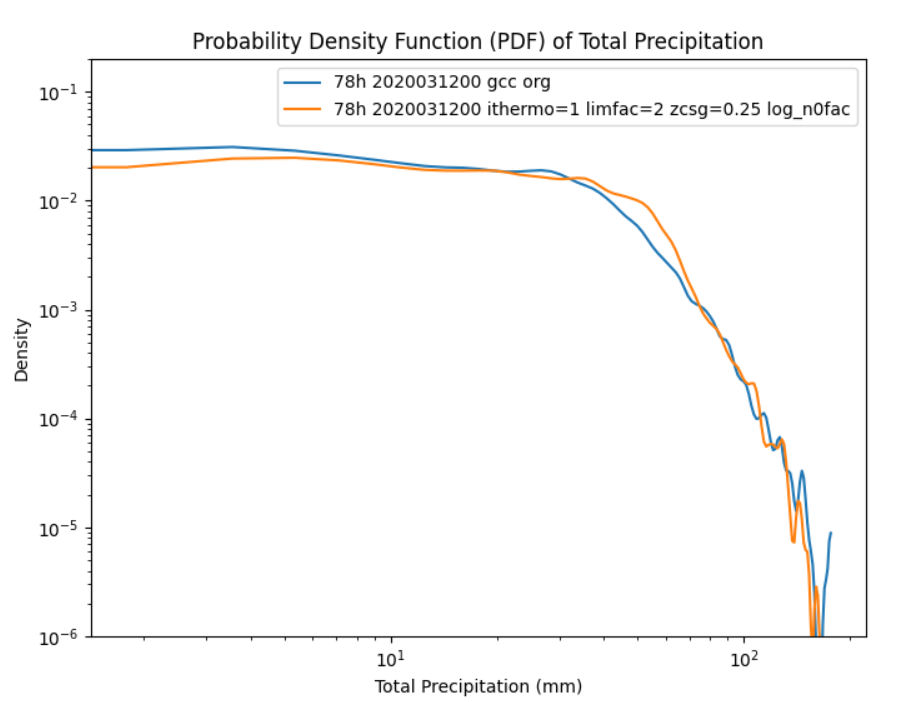 Probability Density Function (PDF) of Total Precipitation
78h 2020031200 gcc org
78h 2020031200 ithermo=1 limfac=2 zcsg=0.25 log_n0fac
10⁻¹
10⁻²
10⁻³
10⁻⁴
10⁻⁵
10⁻⁶
Density
10¹ 10²
Total Precipitation (mm)